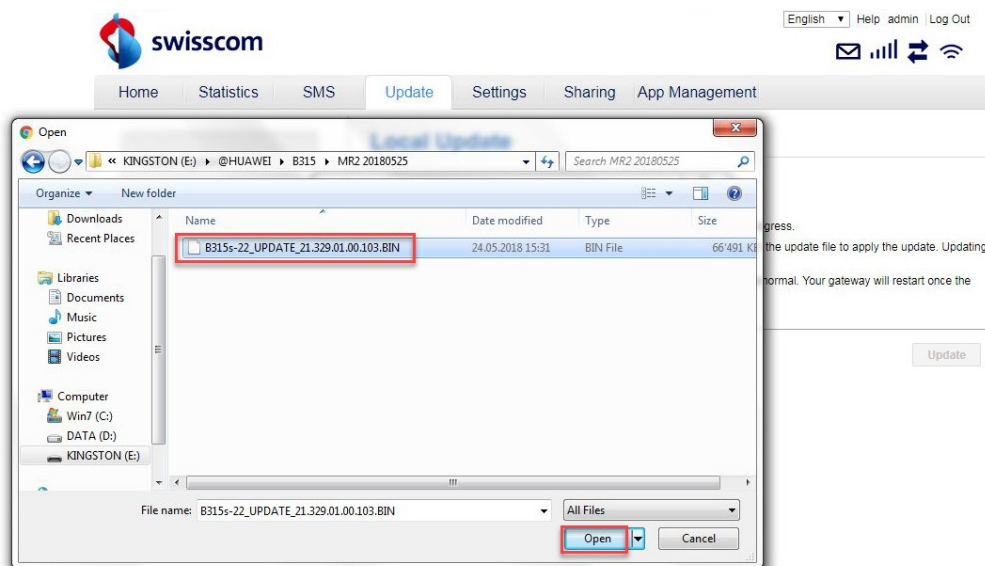 English Help admin Log Out
swisscom
Home Statistics SMS Update Settings Sharing App Management
Open
Local Update
« KINGSTON (E:) @HUAWEI B315 MR2 20180525 Search MR2 20180525
Organize New folder
Downloads Name Date modified Type Size
Recent Places
B315s-22_UPDATE_21.329.01.00.103.BIN 24.05.2018 15:31 BIN File 66'491
gress.
the update file to apply the update. Updating
Libraries
Documents
normal. Your gateway will restart once the
Music
Pictures
Videos
Update
Computer
Win7 (C:)
DATA (D:)
KINGSTON (E:)
File name: B315s-22_UPDATE_21.329.01.00.103.BIN All Files
Open Cancel